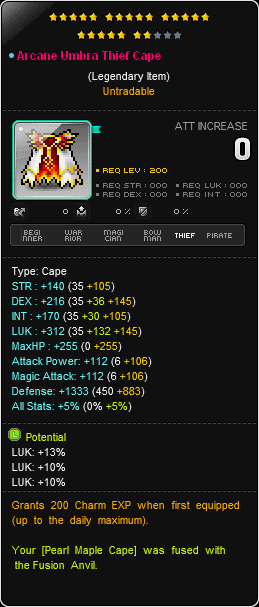 Arcane Umbra Thief Cape
(Legendary Item)
Untradable
ATT INCREASE
0
REQ LEV : 200
REQ STR : 000 REQ LUK : 000
REQ DEX : 000 REQ INT : 000
0 0 % 0 %
BEGINNER WARRIOR MAGICIAN BOWMAN THIEF PIRATE
Type: Cape
STR : +140 (35 +105)
DEX : +216 (35 +36 +145)
INT : +170 (35 +30 +105)
LUK : +312 (35 +132 +145)
MaxHP : +255 (0 +255)
Attack Power: +112 (6 +106)
Magic Attack: +112 (6 +106)
Defense: +1333 (450 +883)
All Stats: +5% (0% +5%)
L Potential
LUK: +13%
LUK: +10%
LUK: +10%
Grants 200 Charm EXP when first equipped
(up to the daily maximum).
Your [Pearl Maple Cape] was fused with
the Fusion Anvil.